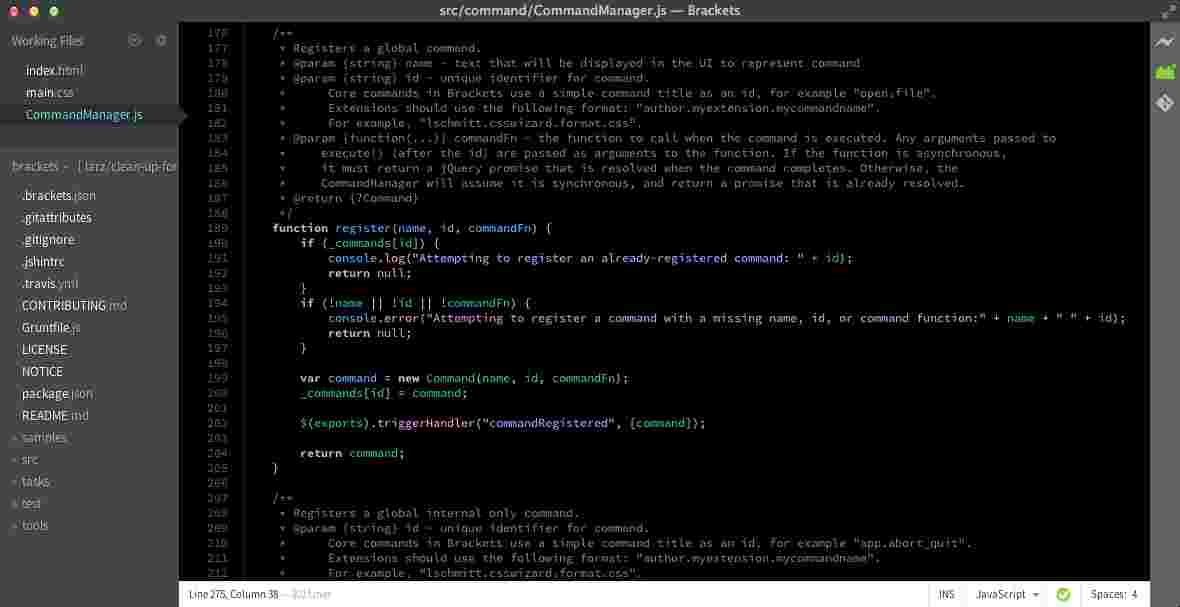 src/command/CommandManager.js — Brackets
Working Files
index.html
main.css
CommandManager.js
brackets
.brackets.json
.gitattributes
.gitignore
.jshintrc
.travis.yml
CONTRIBUTING.md
Gruntfile.js
LICENSE
NOTICE
package.json
README.md
samples
src
tasks
test
tools
176 /**
177 * Registers a global command.
178 * @param {string} name - text that will be displayed in the UI to represent command
179 * @param {string} id - unique identifier for command.
180 * Core commands in Brackets use a simple command title as an id, for example "open.file".
181 * Extensions should use the following format: "author.myextension.mycommandname".
182 * For example, "lschmitt.csswizard.format.css".
183 * @param {function(...)} commandFn - the function to call when the command is executed. Any arguments passed to
184 * execute() (after the id) are passed as arguments to the function. If the function is asynchronous,
185 * it must return a jQuery promise that is resolved when the command completes. Otherwise, the
186 * CommandManager will assume it is synchronous, and return a promise that is already resolved.
187 * @return {?Command}
188 */
189 function register(name, id, commandFn) {
190 if (_commands[id]) {
191 console.log("Attempting to register an already-registered command: " + id);
192 return null;
193 }
194 if (!name || !id || !commandFn) {
195 console.error("Attempting to register a command with a missing name, id, or command function:" + name + " " + id);
196 return null;
197 }
198
199 var command = new Command(name, id, commandFn);
200 _commands[id] = command;
201
202 $(exports).triggerHandler("commandRegistered", [command]);
203
204 return command;
205 }
206
207 /**
208 * Registers a global internal only command.
209 * @param {string} id - unique identifier for command.
210 * Core commands in Brackets use a simple command title as an id, for example "app.abort_quit".
211 * Extensions should use the following format: "author.myextension.mycommandname".
212 * For example, "lschmitt.csswizard.format.css".
Line 275, Column 38
INS JavaScript Spaces: 4